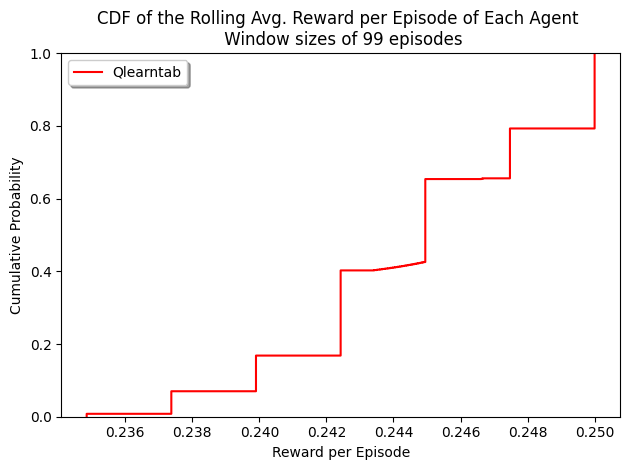 CDF of the Rolling Avg. Reward per Episode of Each Agent
Window sizes of 99 episodes
Qlearntab
1.0
0.8
0.6
0.4
0.2
0.0
Cumulative Probability
0.236 0.238 0.240 0.242 0.244 0.246 0.248 0.250
Reward per Episode